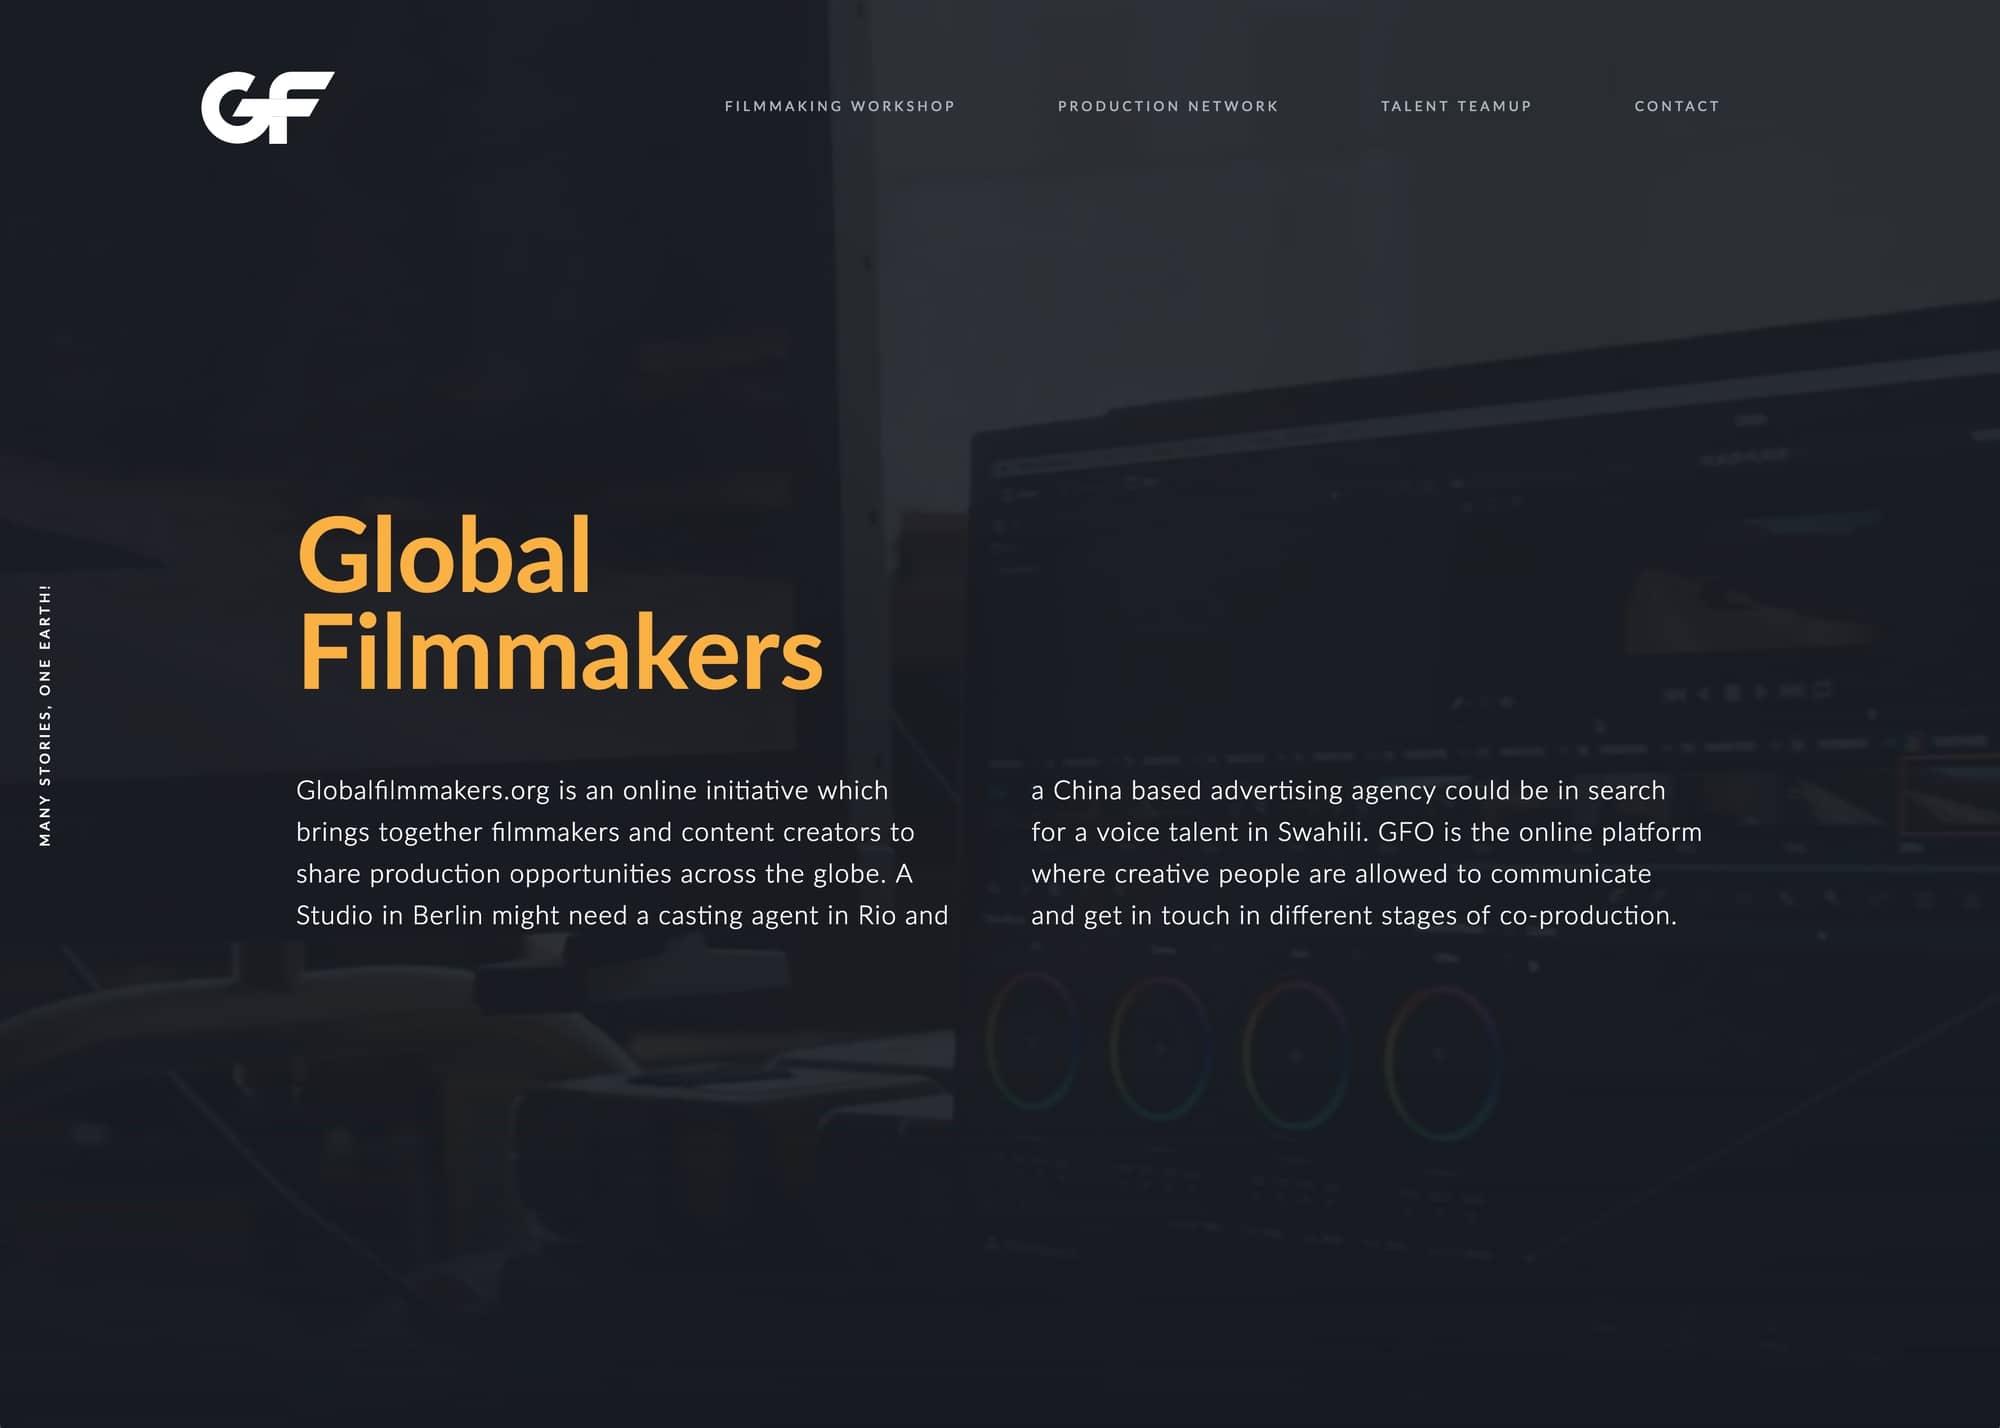 GF
FILMMAKING WORKSHOP
PRODUCTION NETWORK
TALENT TEAMUP
CONTACT
MANY STORIES, ONE EARTH!
Global
Filmmakers
Globalfilmmakers.org is an online initiative which
brings together filmmakers and content creators to
share production opportunities across the globe. A
Studio in Berlin might need a casting agent in Rio and
a China based advertising agency could be in search
for a voice talent in Swahili. GFO is the online platform
where creative people are allowed to communicate
and get in touch in different stages of co-production.